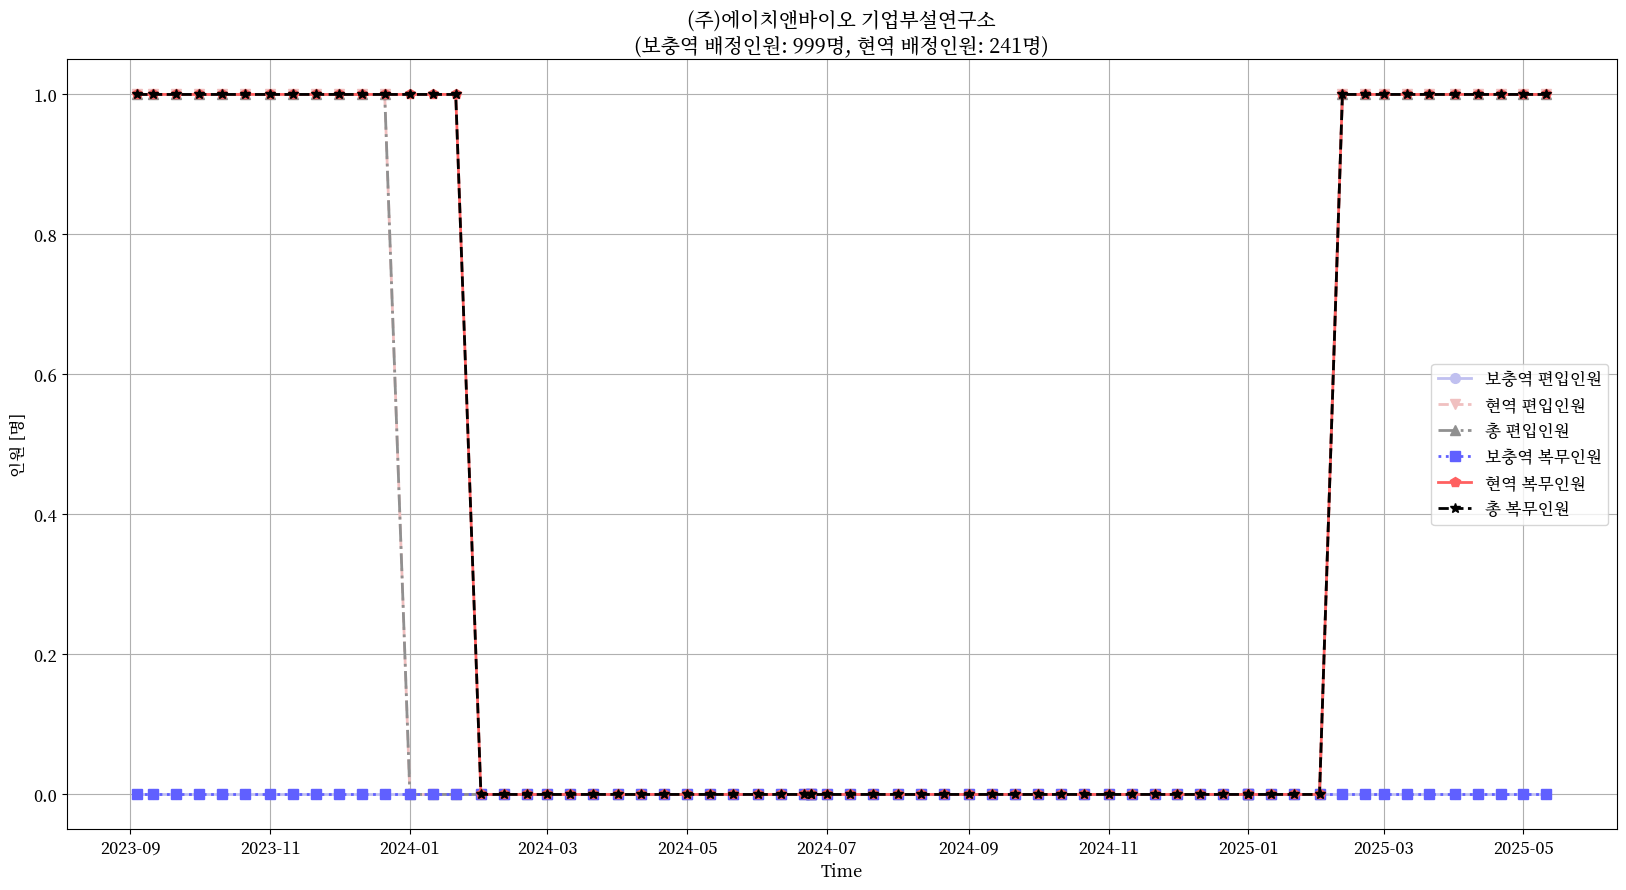 (주)에이치앤바이오 기업부설연구소
(보충역 배정인원: 999명, 현역 배정인원: 241명)
1.0
0.8
0.6
0.4
0.2
0.0
인원 [명]
보충역 편입인원
현역 편입인원
총 편입인원
보충역 복무인원
현역 복무인원
총 복무인원
2023-09
2023-11
2024-01
2024-03
2024-05
2024-07
2024-09
2024-11
2025-01
2025-03
2025-05
Time